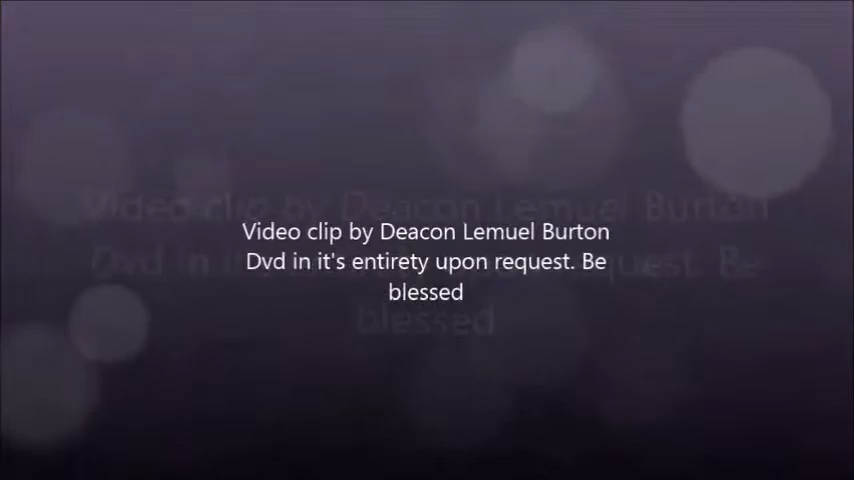 Video clip by Deacon Lemuel Burton
Dvd in it's entirety upon request. Be
blessed